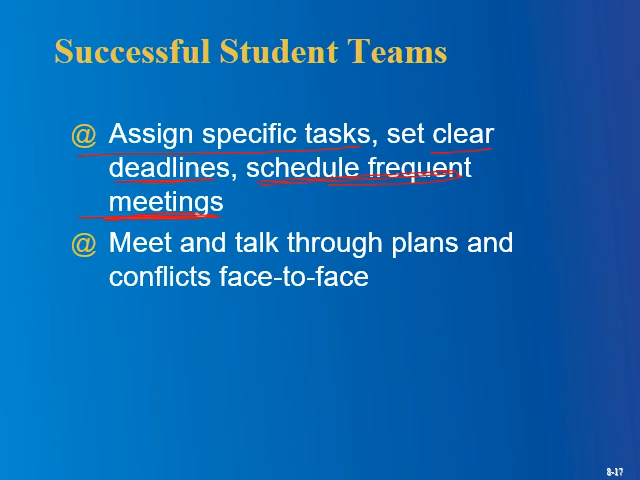 Successful Student Teams
@ Assign specific tasks, set clear
deadlines, schedule frequent
meetings
@ Meet and talk through plans and
conflicts face-to-face
8-17